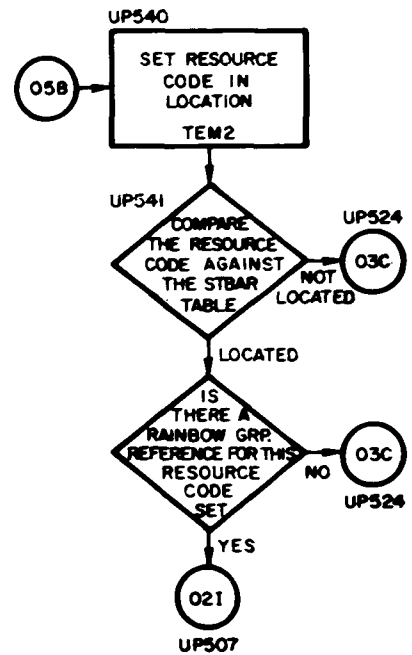 UP540
05B
SET RESOURCE
CODE IN
LOCATION
TEM2
UP541
COMPARE
THE RESOURCE
CODE AGAINST
THE STBAR
TABLE
UP524
03C
NOT
LOCATED
LOCATED
IS
THERE A
RAINBOW GRP.
REFERENCE FOR THIS
RESOURCE
CODE
SET
03C
NO
UP524
YES
02I
UP507